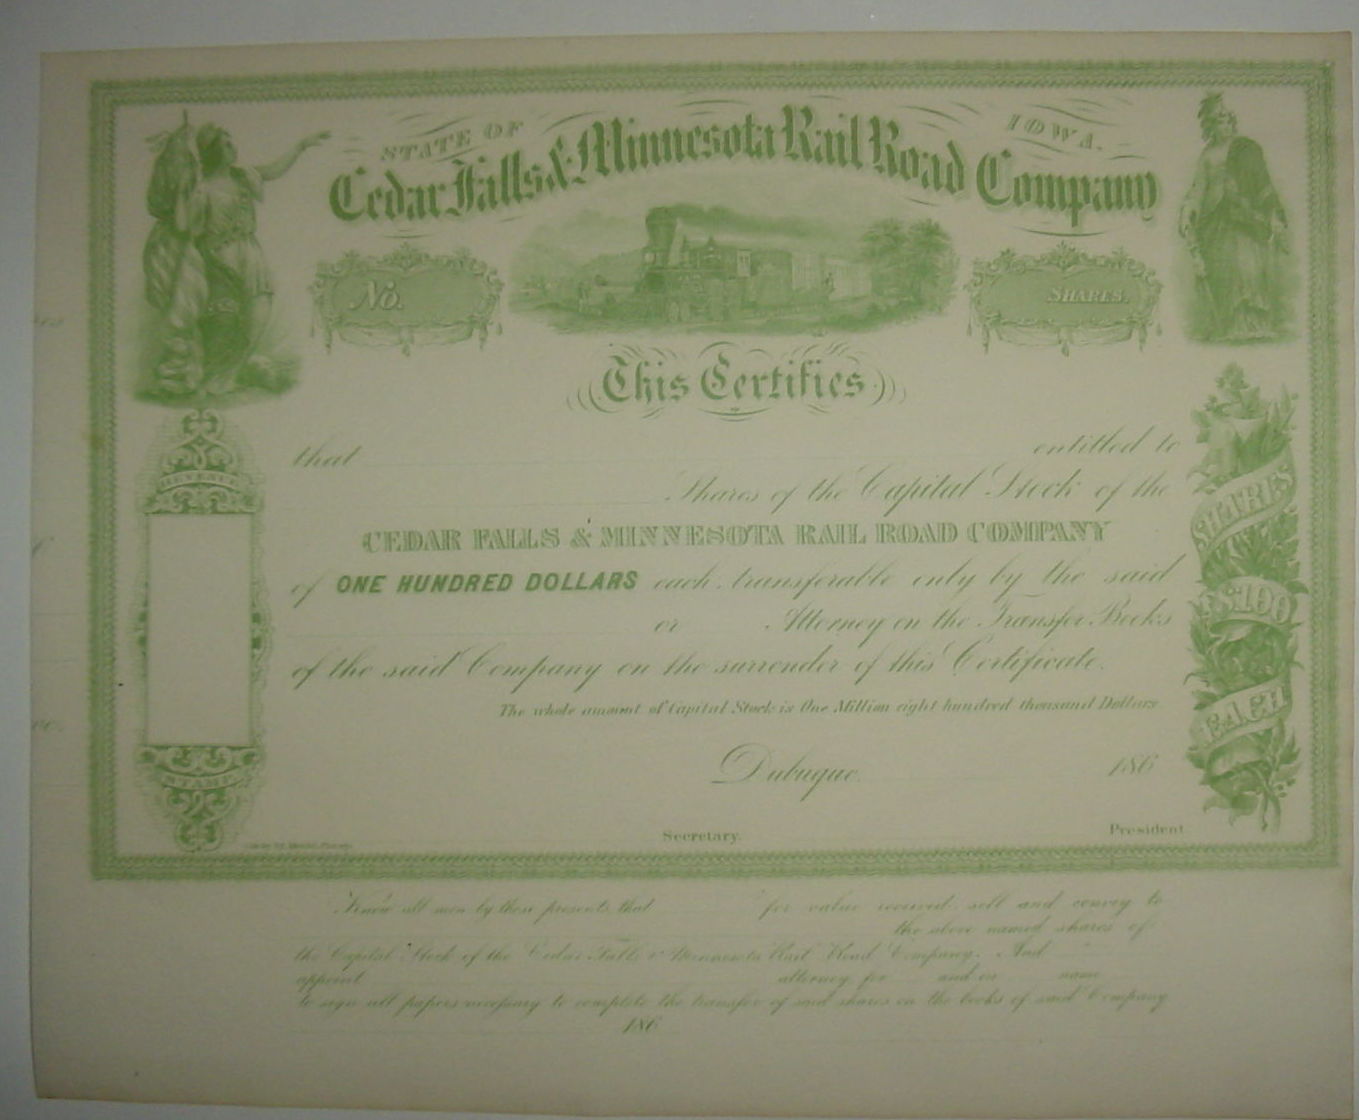 STATE OF IOWA.
Cedar Falls & Minnesota Rail Road Company
No.
SHARES.
This Certifies
that entitled to
Shares of the Capital Stock of the
CEDAR FALLS & MINNESOTA RAIL ROAD COMPANY
of ONE HUNDRED DOLLARS each transferable only by the said
or Attorney on the Transfer Books
of the said Company on the surrender of this Certificate.
The whole amount of Capital Stock is One Million eight hundred thousand Dollars.
Dubuque. 186
Secretary. President.
REVENUE
STAMP.
SHARES
$100
EACH
Know all men by these presents, that for value received, sell and convey to
the above named shares of
the Capital Stock of the Cedar Falls & Minnesota Rail Road Company. And
appoint attorney for and in name
to sign all papers necessary to complete the transfer of said shares on the books of said Company
186